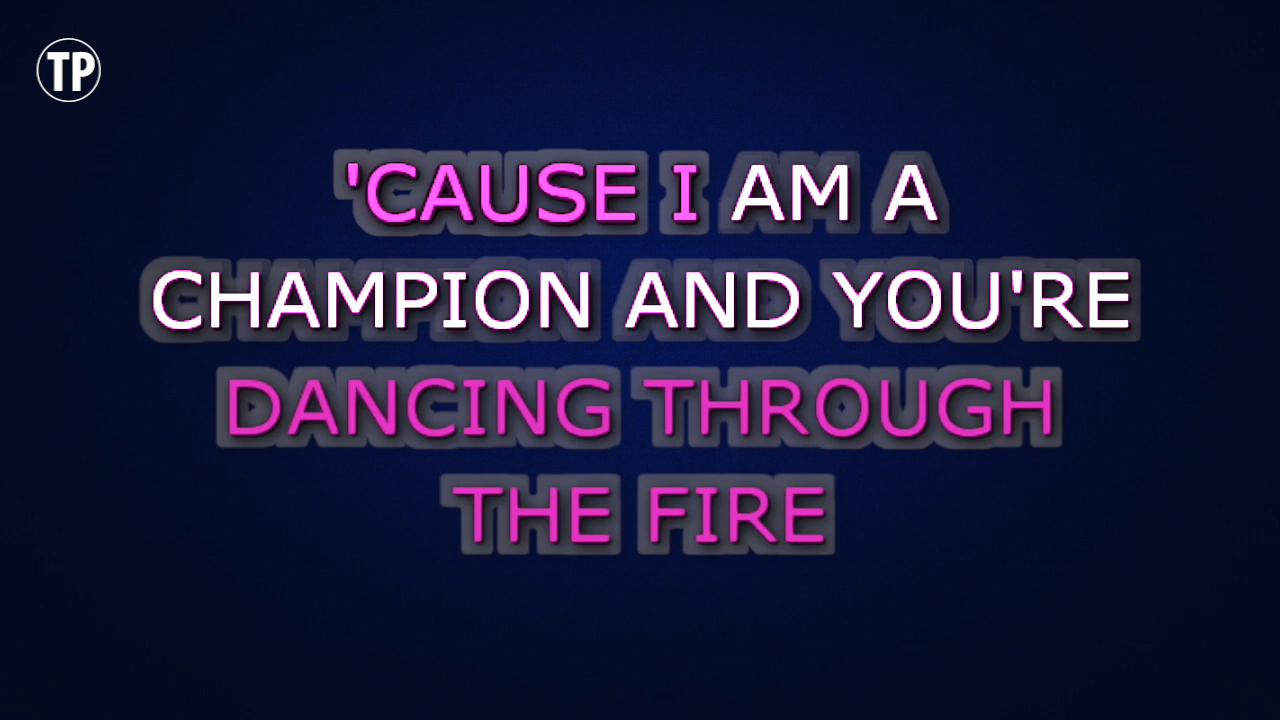 TP
'CAUSE I AM A
CHAMPION AND YOU'RE
DANCING THROUGH
THE FIRE